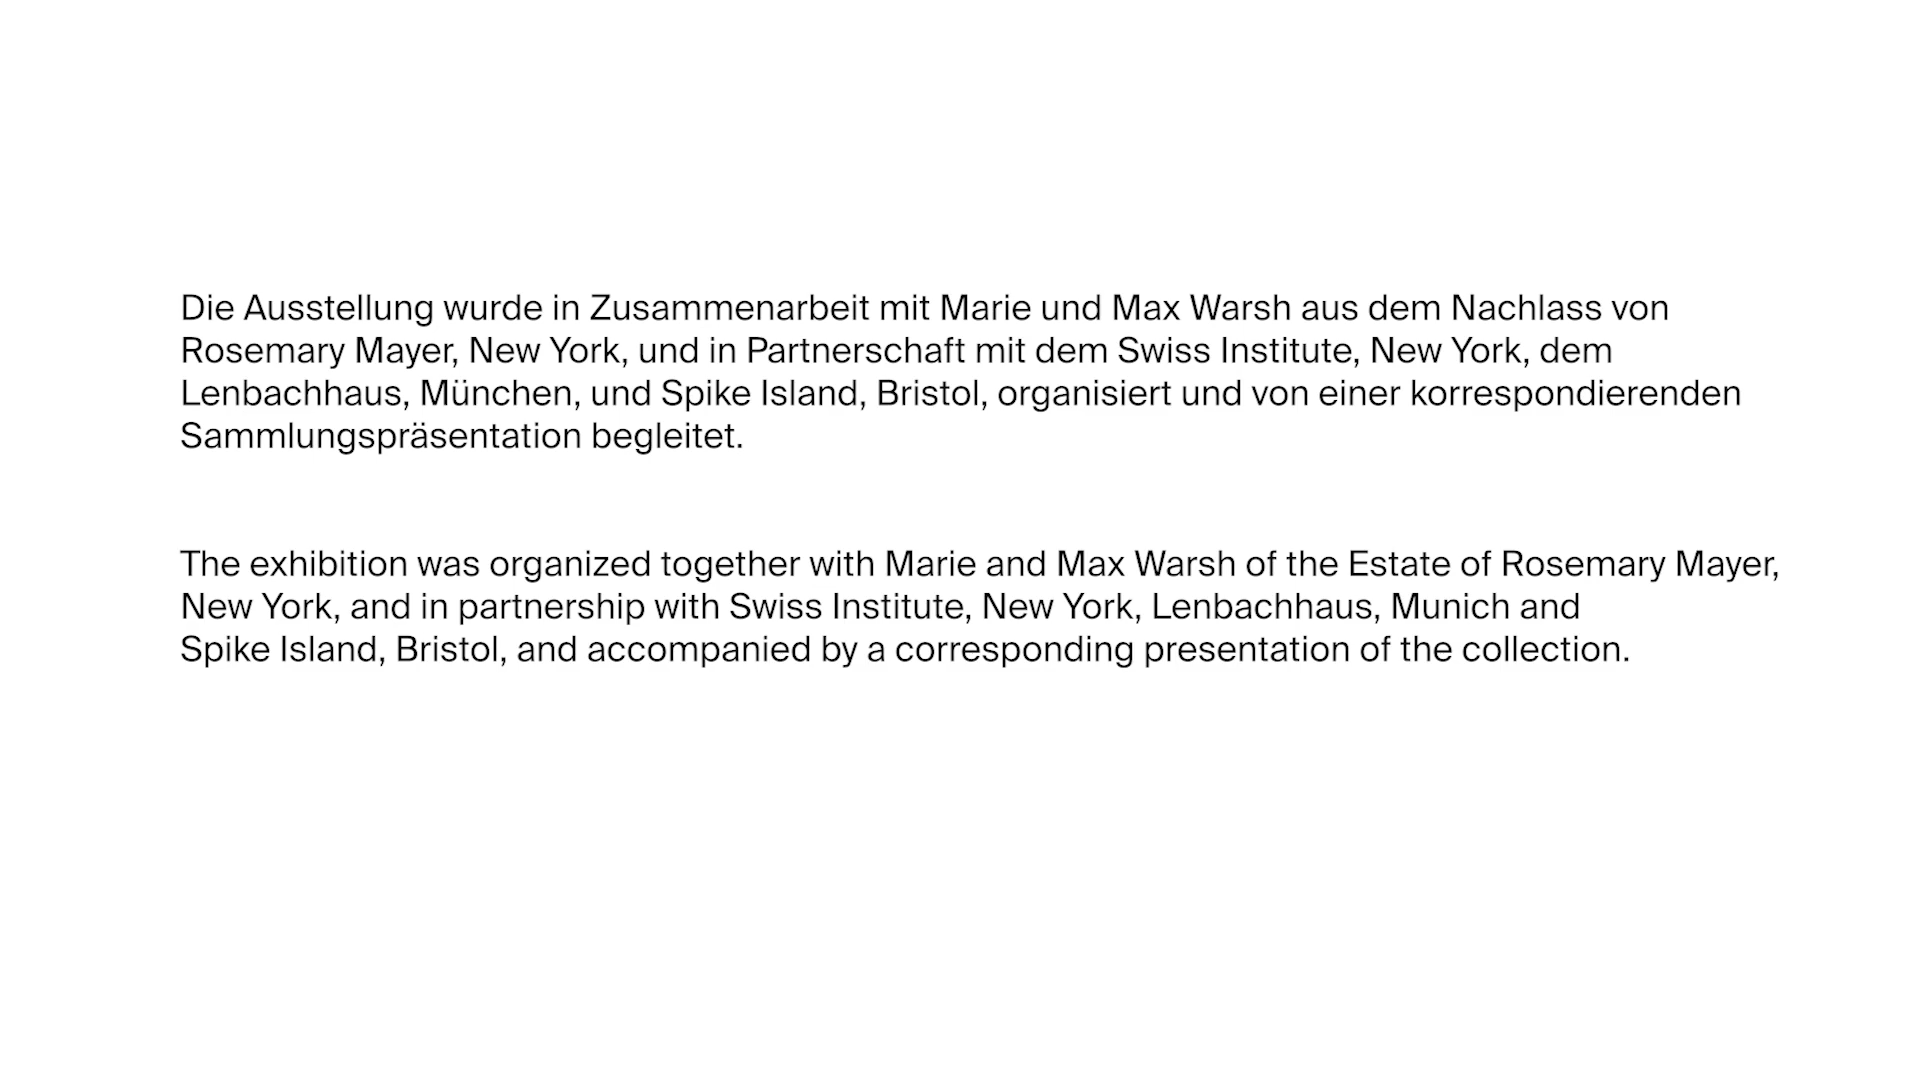 Die Ausstellung wurde in Zusammenarbeit mit Marie und Max Warsh aus dem Nachlass von
Rosemary Mayer, New York, und in Partnerschaft mit dem Swiss Institute, New York, dem
Lenbachhaus, München, und Spike Island, Bristol, organisiert und von einer korrespondierenden
Sammlungspräsentation begleitet.
The exhibition was organized together with Marie and Max Warsh of the Estate of Rosemary Mayer,
New York, and in partnership with Swiss Institute, New York, Lenbachhaus, Munich and
Spike Island, Bristol, and accompanied by a corresponding presentation of the collection.